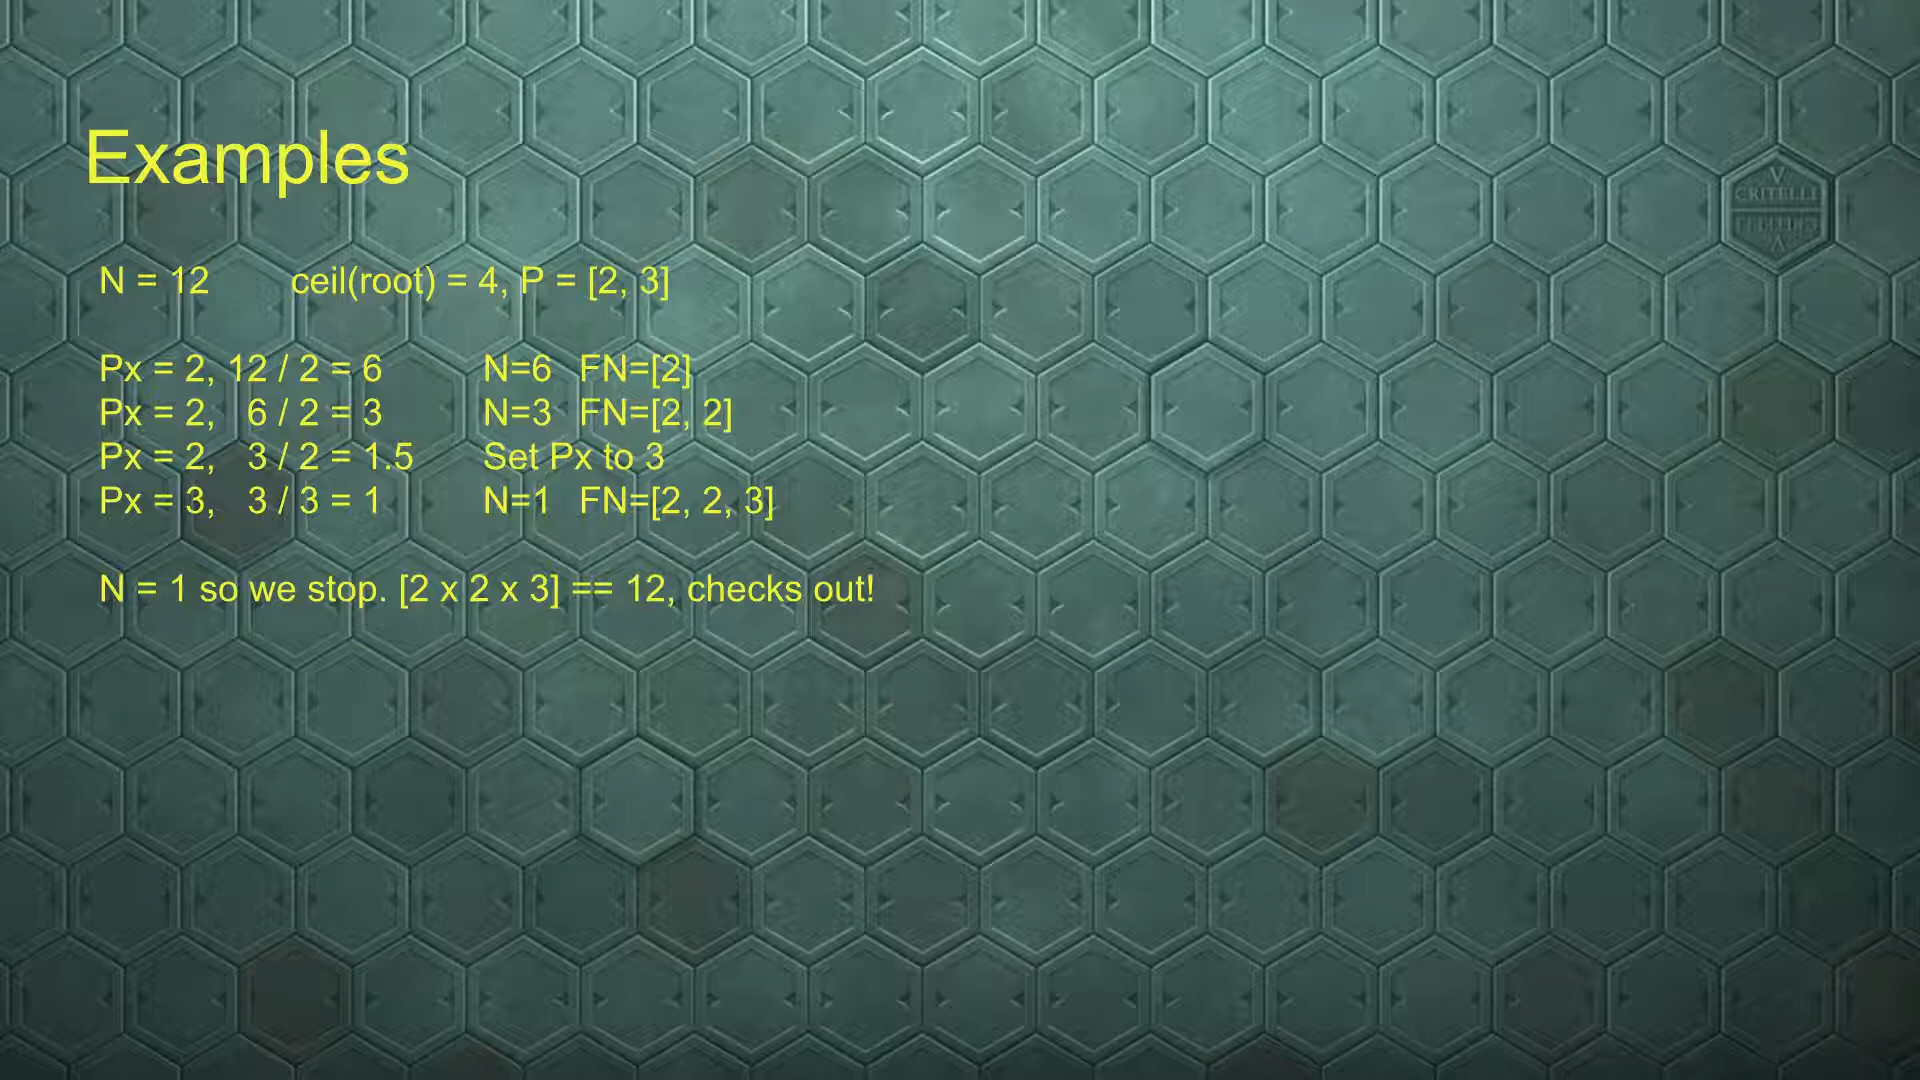 Examples
N = 12 ceil(root) = 4, P = [2, 3]
Px = 2, 12 / 2 = 6 N=6 FN=[2]
Px = 2, 6 / 2 = 3 N=3 FN=[2, 2]
Px = 2, 3 / 2 = 1.5 Set Px to 3
Px = 3, 3 / 3 = 1 N=1 FN=[2, 2, 3]
N = 1 so we stop. [2 x 2 x 3] == 12, checks out!
V
CRITELLI